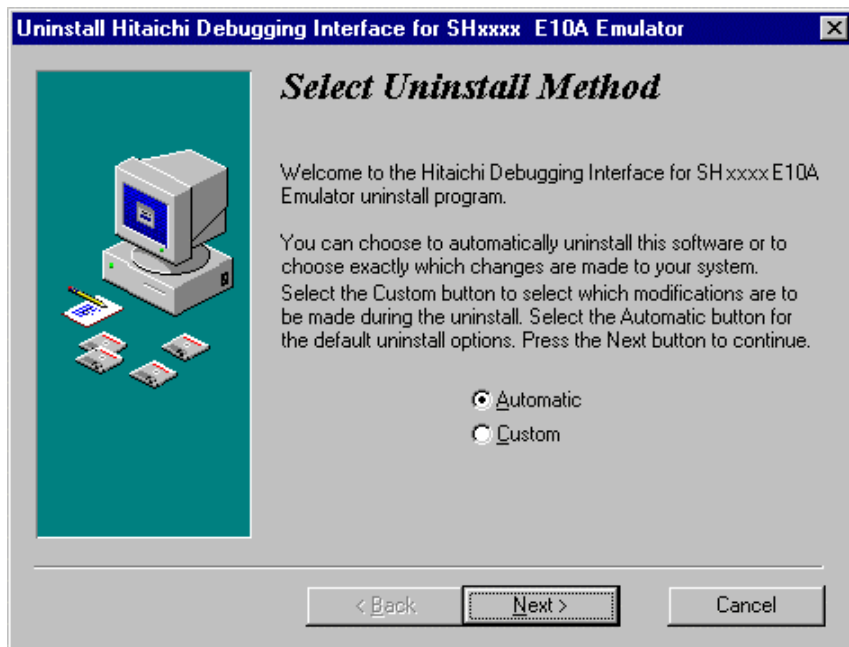 Uninstall Hitaichi Debugging Interface for SHxxxx E10A Emulator
Select Uninstall Method
Welcome to the Hitaichi Debugging Interface for SHxxxx E10A
Emulator uninstall program.
You can choose to automatically uninstall this software or to
choose exactly which changes are made to your system.
Select the Custom button to select which modifications are to
be made during the uninstall. Select the Automatic button for
the default uninstall options. Press the Next button to continue.
Automatic
Custom
< Back
Next >
Cancel